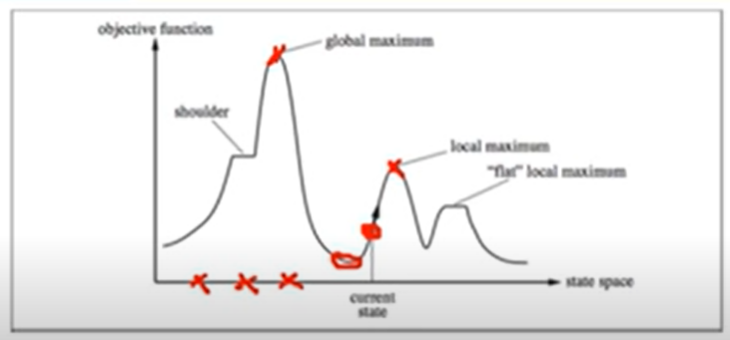 objective function
global maximum
shoulder
local maximum
"flat" local maximum
state space
current
state